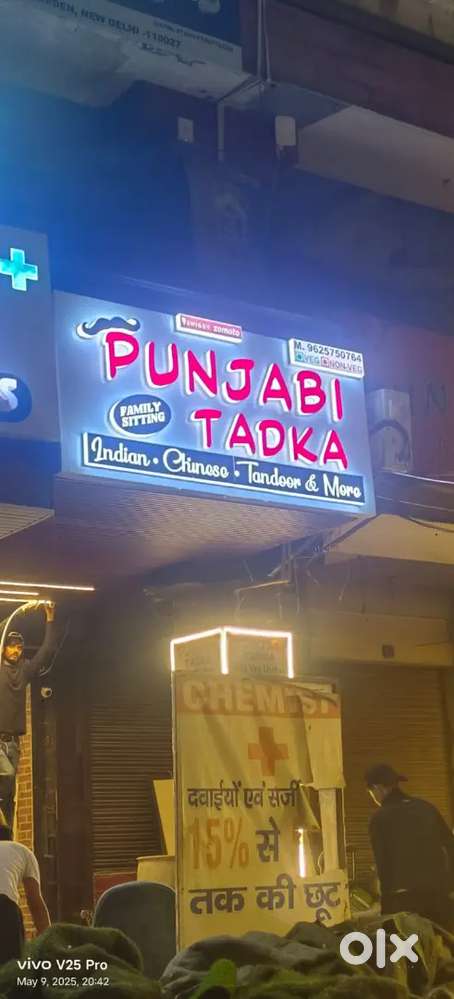 DEN, NEW DELHI -110027
SWIGGY zomato
M. 9625750764
VEG NON-VEG
PUNJABI
TADKA
FAMILY
SITTING
Indian • Chinese • Tandoor & More
CHEMIST
दवाईयों एवं सर्जी
15% से
तक की छूट
olx
vivo V25 Pro
May 9, 2025, 20:42